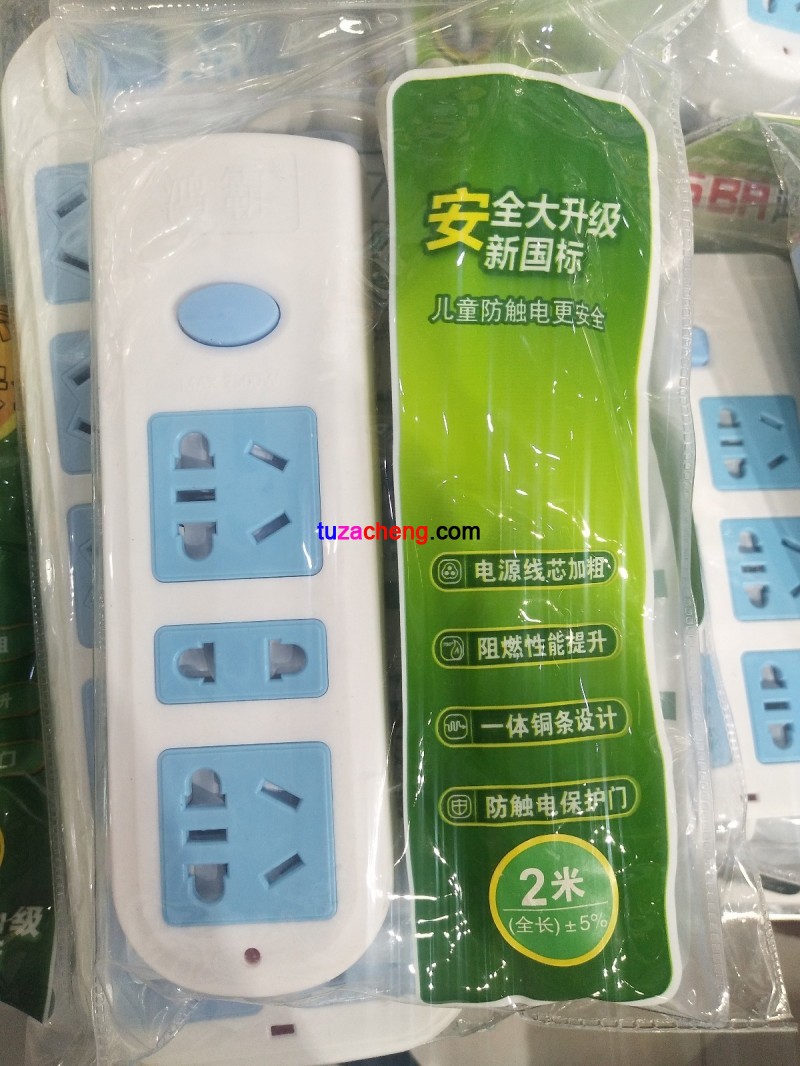 安全大升级
新国标
儿童防触电更安全
SBA
tuzacheng.com
电源线芯加粗
阻燃性能提升
一体铜条设计
防触电保护门
2米
(全长)±5%
级